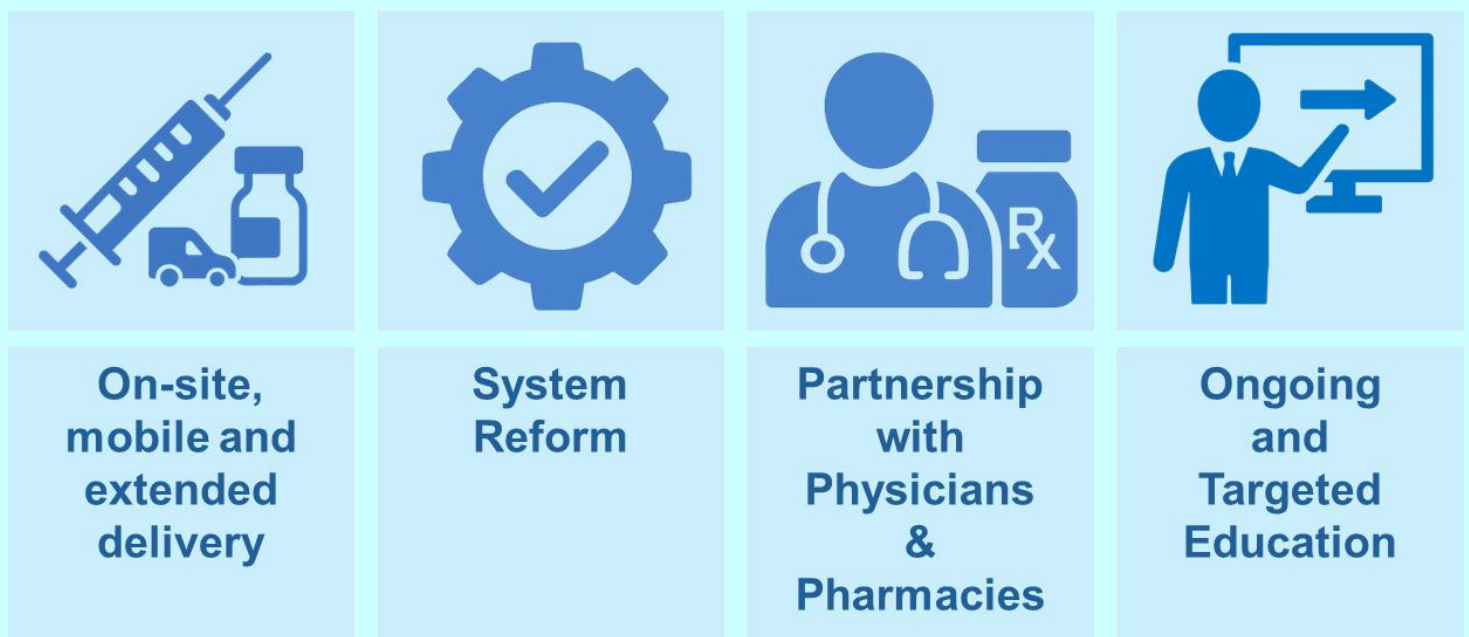 Rx
On-site,
mobile and
extended
delivery
System
Reform
Partnership
with
Physicians
&
Pharmacies
Ongoing
and
Targeted
Education